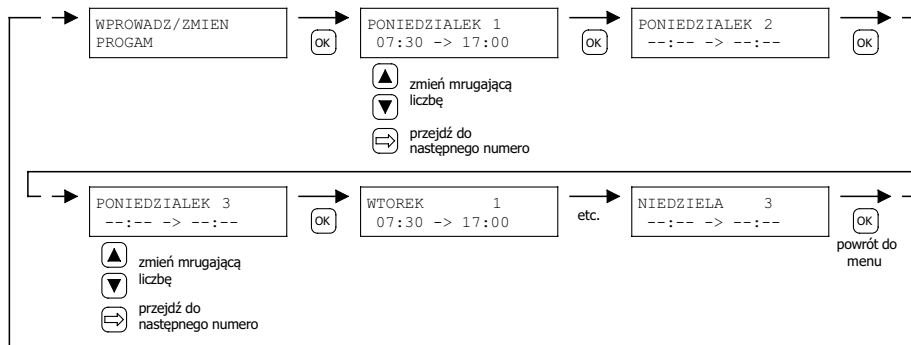 WPROWADZ/ZMIEN
PROGAM
OK
PONIEDZIALEK 1
07:30 -> 17:00
OK
PONIEDZIALEK 2
--:-- -> --:--
OK
zmień mrugającą
liczbę
przejdź do
następnego numero
PONIEDZIALEK 3
--:-- -> --:--
OK
WTOREK 1
07:30 -> 17:00
etc.
NIEDZIELA 3
--:-- -> --:--
OK
powrót do
menu
zmień mrugającą
liczbę
przejdź do
następnego numero